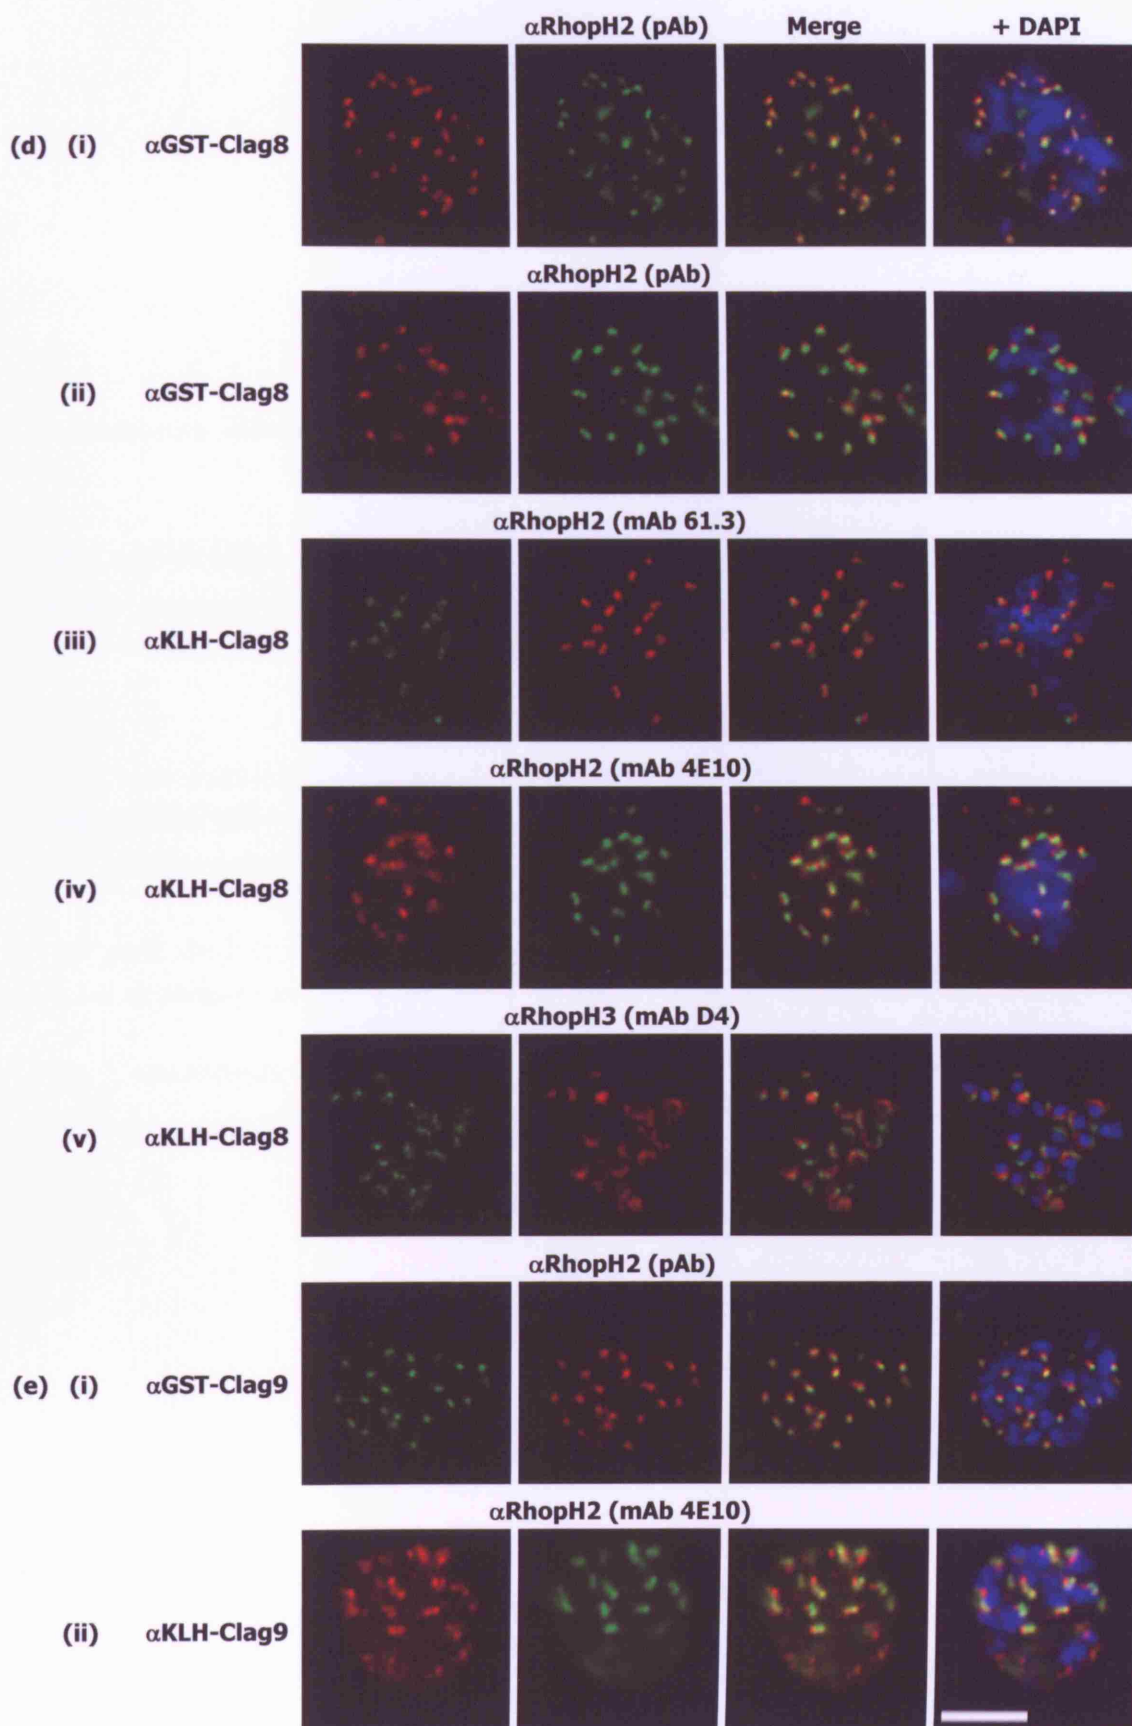 αRhopH2 (pAb) Merge + DAPI
(d) (i) αGST-Clag8
αRhopH2 (pAb)
(ii) αGST-Clag8
αRhopH2 (mAb 61.3)
(iii) αKLH-Clag8
αRhopH2 (mAb 4E10)
(iv) αKLH-Clag8
αRhopH3 (mAb D4)
(v) αKLH-Clag8
αRhopH2 (pAb)
(e) (i) αGST-Clag9
αRhopH2 (mAb 4E10)
(ii) αKLH-Clag9